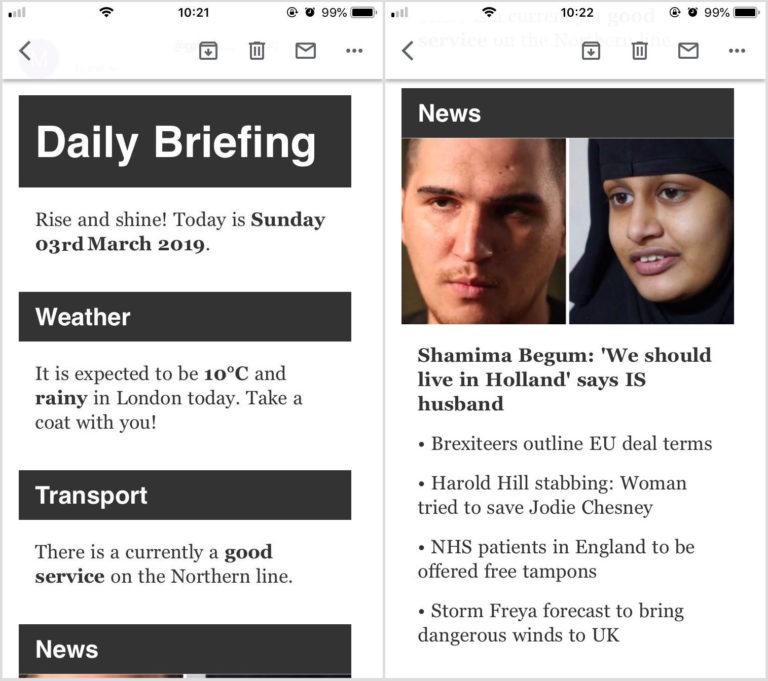 10:21
99%
Daily Briefing
Rise and shine! Today is Sunday
03rd March 2019.
Weather
It is expected to be 10°C and
rainy in London today. Take a
coat with you!
Transport
There is a currently a good
service on the Northern line.
News
10:22
99%
is a currently a good
service on the Northern line.
News
Shamima Begum: 'We should
live in Holland' says IS
husband
• Brexiteers outline EU deal terms
• Harold Hill stabbing: Woman
tried to save Jodie Chesney
• NHS patients in England to be
offered free tampons
• Storm Freya forecast to bring
dangerous winds to UK